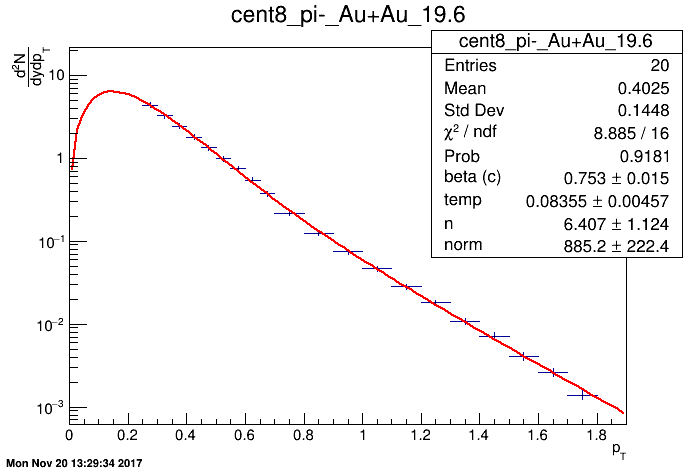 cent8_pi-_Au+Au_19.6
cent8_pi-_Au+Au_19.6
Entries 20
Mean 0.4025
Std Dev 0.1448
χ² / ndf 8.885 / 16
Prob 0.9181
beta (c) 0.753 ± 0.015
temp 0.08355 ± 0.00457
n 6.407 ± 1.124
norm 885.2 ± 222.4
d²N
dydp_T
10
1
10⁻¹
10⁻²
10⁻³
0 0.2 0.4 0.6 0.8 1 1.2 1.4 1.6 1.8
p_T
Mon Nov 20 13:29:34 2017